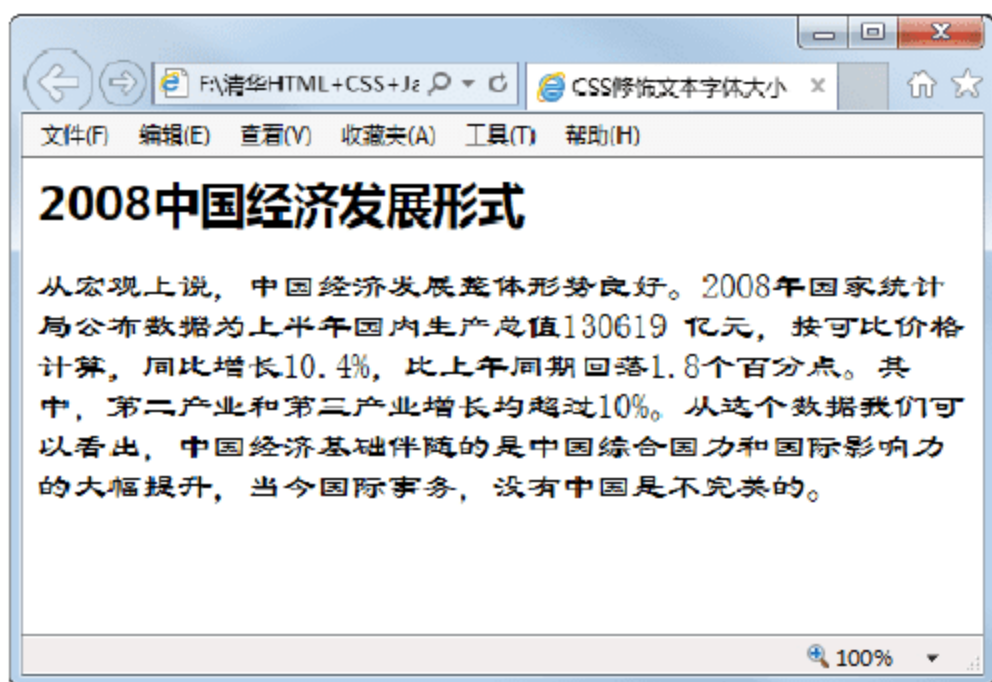 F:\清华HTML+CSS+Ja
CSS修饰文本字体大小
文件(F) 编辑(E) 查看(V) 收藏夹(A) 工具(T) 帮助(H)
2008中国经济发展形式
从宏观上说，中国经济发展整体形势良好。2008年国家统计
局公布数据为上半年国内生产总值130619 亿元，按可比价格
计算，同比增长10.4%，比上年同期回落1.8个百分点。其
中，第二产业和第三产业增长均超过10%。从这个数据我们可
以看出，中国经济基础伴随的是中国综合国力和国际影响力
的大幅提升，当今国际事务，没有中国是不完美的。
100%